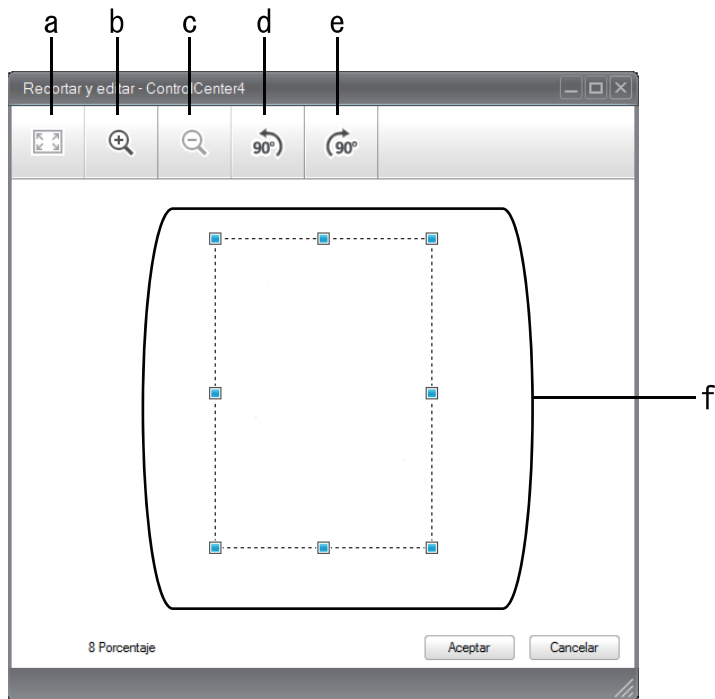 a b c d e
Recortar y editar - ControlCenter4
90° 90°
f
8 Porcentaje Aceptar Cancelar